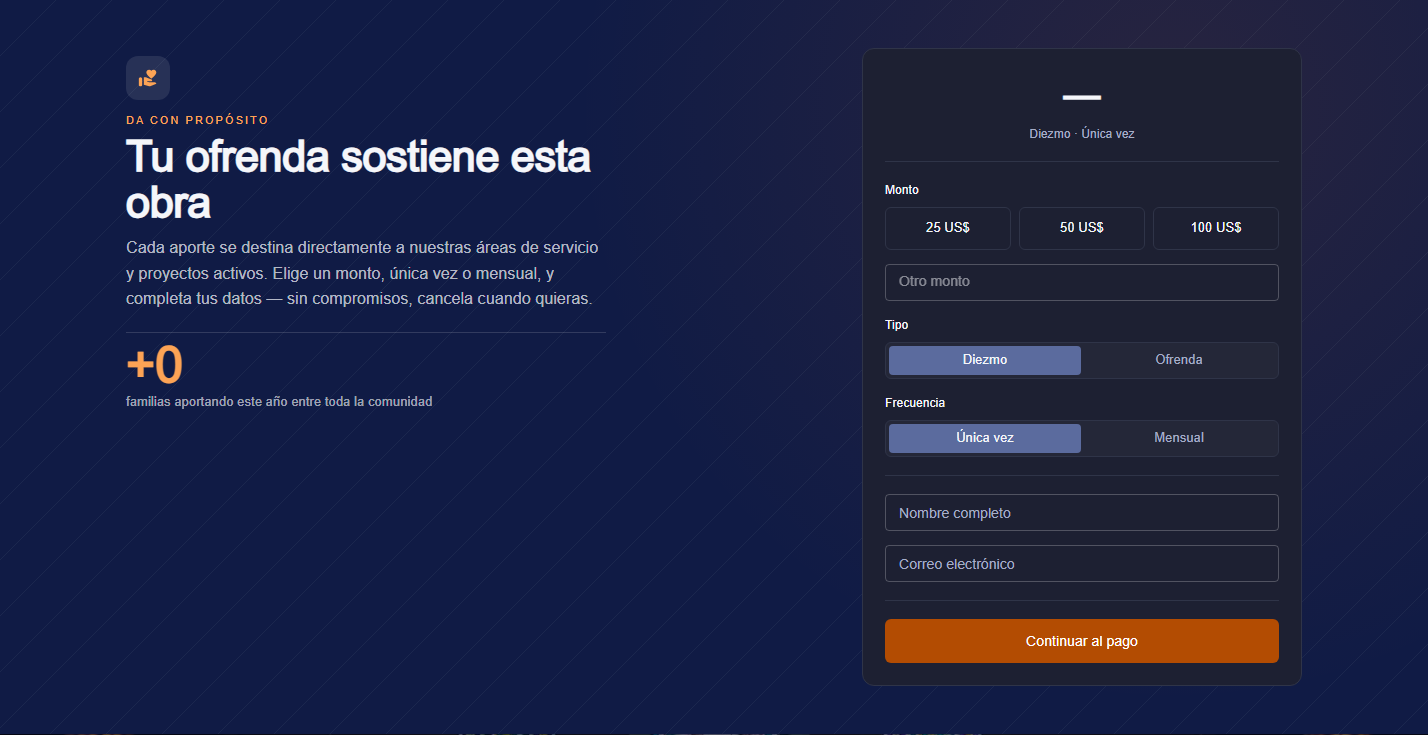 DA CON PROPÓSITO
Tu ofrenda sostiene esta
obra
Cada aporte se destina directamente a nuestras áreas de servicio
y proyectos activos. Elige un monto, única vez o mensual, y
completa tus datos — sin compromisos, cancela cuando quieras.
+0
familias aportando este año entre toda la comunidad
—
Diezmo · Única vez
Monto
25 US$ 50 US$ 100 US$
Otro monto
Tipo
Diezmo Ofrenda
Frecuencia
Única vez Mensual
Nombre completo
Correo electrónico
Continuar al pago